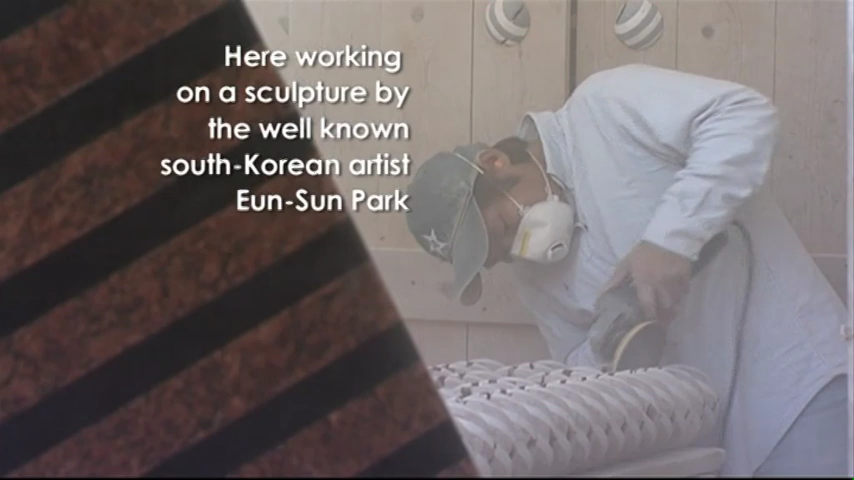 Here working
on a sculpture by
the well known
south-Korean artist
Eun-Sun Park